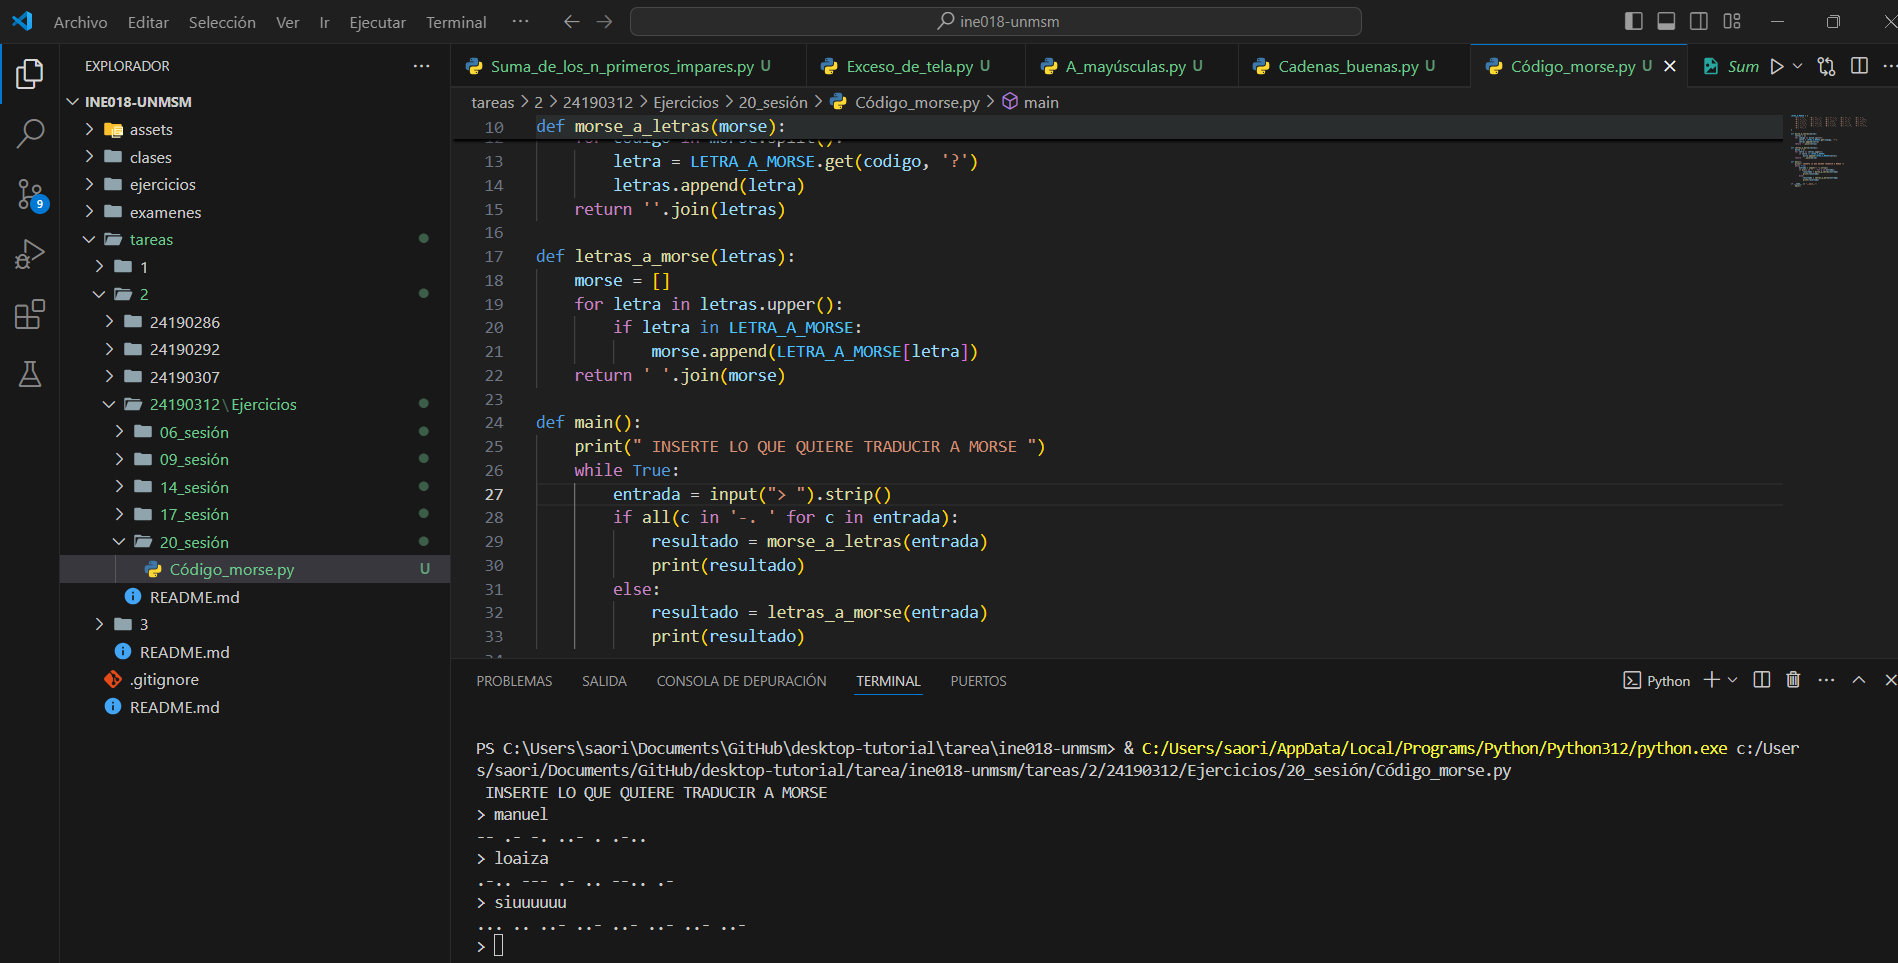 Archivo Editar Selección Ver Ir Ejecutar Terminal ··· ine018-unmsm
EXPLORADOR ···
INE018-UNMSM
assets
clases
ejercicios
examenes
tareas
1
2
24190286
24190292
24190307
24190312\Ejercicios
06_sesión
09_sesión
14_sesión
17_sesión
20_sesión
Código_morse.py U
README.md
3
README.md
.gitignore
README.md
9
Suma_de_los_n_primeros_impares.py U Exceso_de_tela.py U A_mayúsculas.py U Cadenas_buenas.py U Código_morse.py U Sum
tareas > 2 > 24190312 > Ejercicios > 20_sesión > Código_morse.py > main
10 def morse_a_letras(morse):
12 for codigo in morse.split():
13 letra = LETRA_A_MORSE.get(codigo, '?')
14 letras.append(letra)
15 return ''.join(letras)
16
17 def letras_a_morse(letras):
18 morse = []
19 for letra in letras.upper():
20 if letra in LETRA_A_MORSE:
21 morse.append(LETRA_A_MORSE[letra])
22 return ' '.join(morse)
23
24 def main():
25 print(" INSERTE LO QUE QUIERE TRADUCIR A MORSE ")
26 while True:
27 entrada = input("> ").strip()
28 if all(c in '-. ' for c in entrada):
29 resultado = morse_a_letras(entrada)
30 print(resultado)
31 else:
32 resultado = letras_a_morse(entrada)
33 print(resultado)
34
PROBLEMAS SALIDA CONSOLA DE DEPURACIÓN TERMINAL PUERTOS Python
PS C:\Users\saori\Documents\GitHub\desktop-tutorial\tarea\ine018-unmsm> & C:/Users/saori/AppData/Local/Programs/Python/Python312/python.exe c:/User
s/saori/Documents/GitHub/desktop-tutorial/tarea/ine018-unmsm/tareas/2/24190312/Ejercicios/20_sesión/Código_morse.py
INSERTE LO QUE QUIERE TRADUCIR A MORSE
> manuel
-- .- -. ..- . .-..
> loaiza
.-.. --- .- .. --.. .-
> siuuuuuu
... .. ..- ..- ..- ..- ..- ..-
>